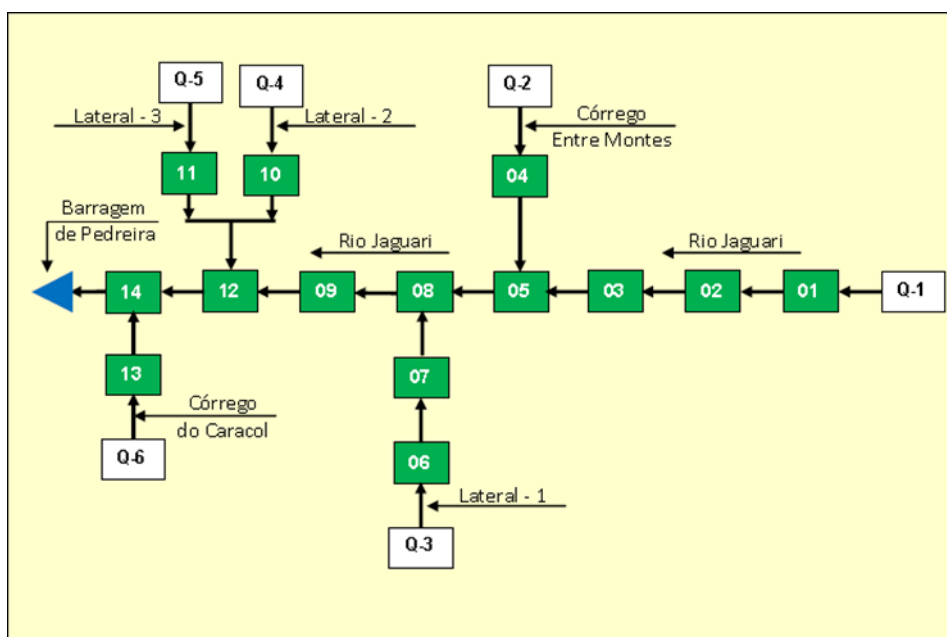 Q-5
Q-4
Q-2
Lateral - 3
Lateral - 2
Córrego
Entre Montes
11
10
04
Barragem
de Pedreira
Rio Jaguari
Rio Jaguari
14
12
09
08
05
03
02
01
Q-1
13
07
Córrego
do Caracol
Q-6
06
Lateral - 1
Q-3